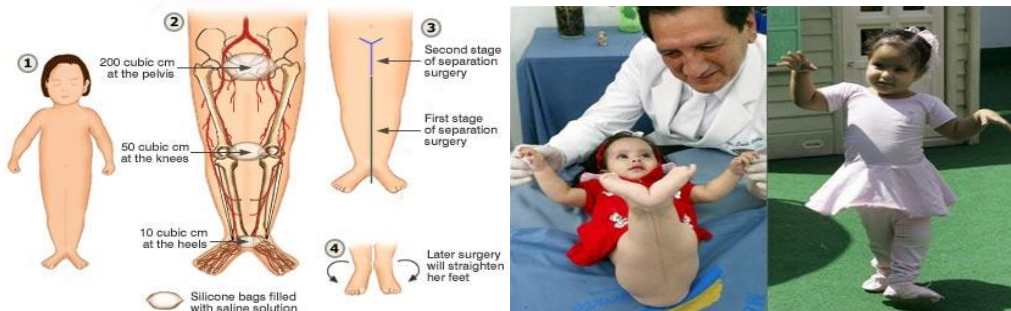 1
2
200 cubic cm
at the pelvis
50 cubic cm
at the knees
10 cubic cm
at the heels
Silicone bags filled
with saline solution
3
Second stage
of separation
surgery
First stage
of separation
surgery
4
Later surgery
will straighten
her feet